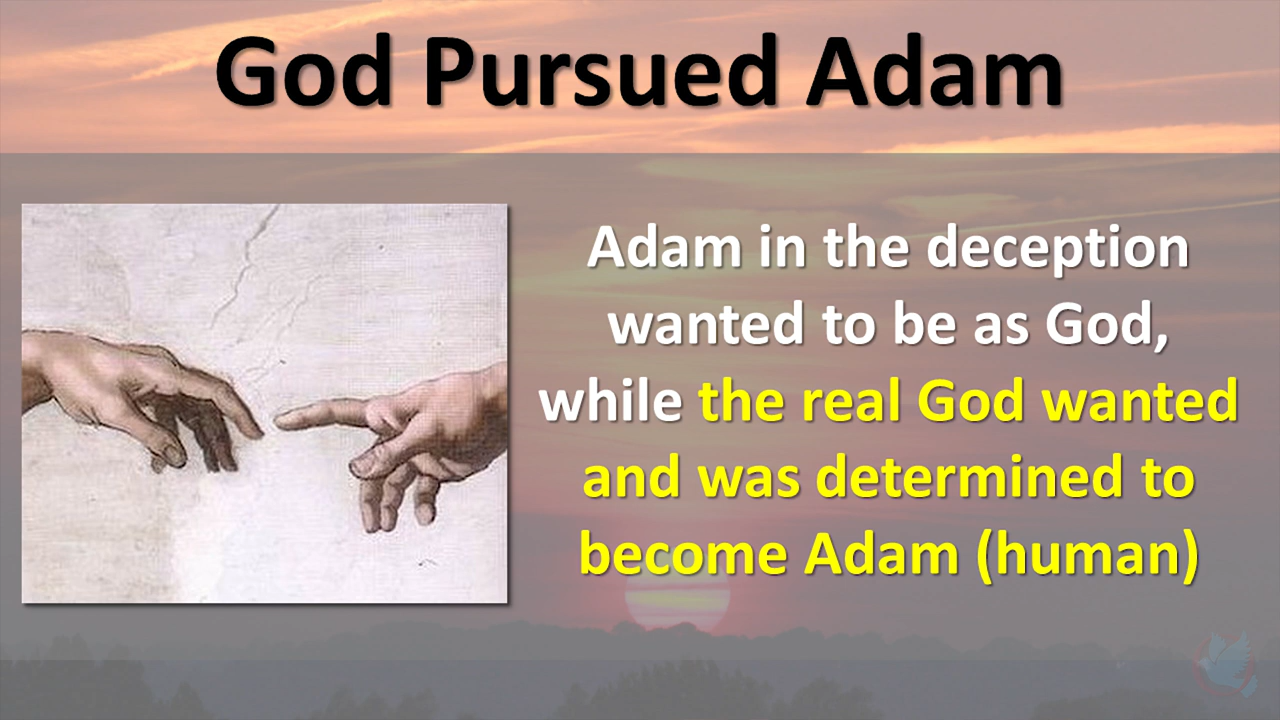 God Pursued Adam
Adam in the deception
wanted to be as God,
while the real God wanted
and was determined to
become Adam (human)